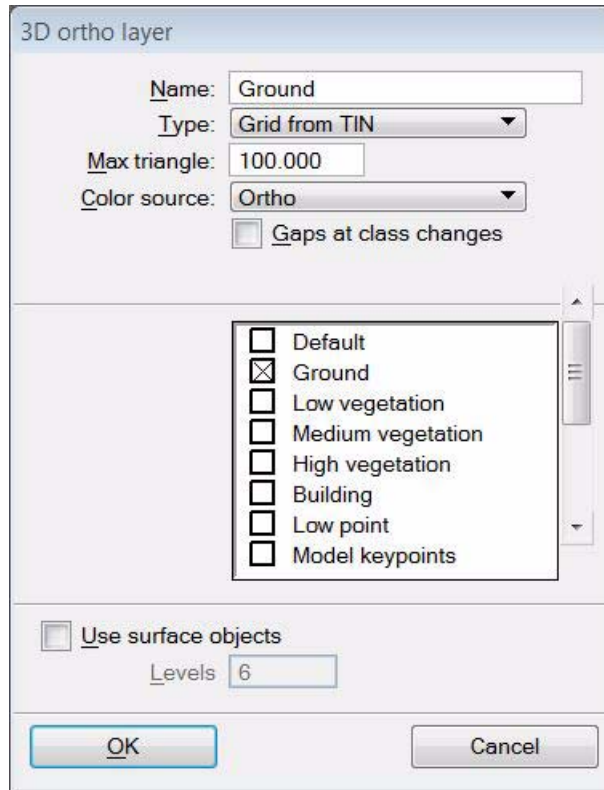 3D ortho layer
Name: Ground
Type: Grid from TIN
Max triangle: 100.000
Color source: Ortho
Gaps at class changes
Default
Ground
Low vegetation
Medium vegetation
High vegetation
Building
Low point
Model keypoints
Use surface objects
Levels 6
OK Cancel